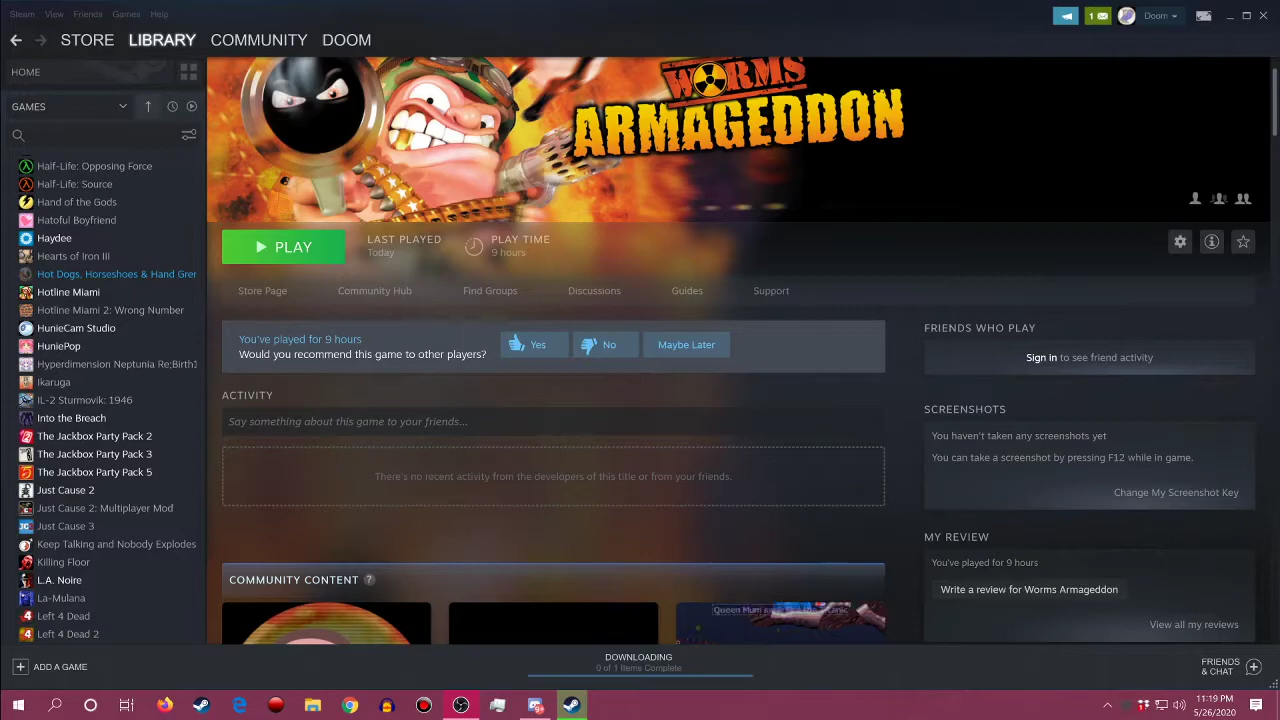 Steam View Friends Games Help
1
Doom
STORE LIBRARY COMMUNITY DOOM
HOME
GAMES
Half-Life: Opposing Force
Half-Life: Source
Hand of the Gods
Hatoful Boyfriend
Haydee
Hearts of Iron III
Hot Dogs, Horseshoes & Hand Gren
Hotline Miami
Hotline Miami 2: Wrong Number
HunieCam Studio
HuniePop
Hyperdimension Neptunia Re;Birth1
Ikaruga
IL-2 Sturmovik: 1946
Into the Breach
The Jackbox Party Pack 2
The Jackbox Party Pack 3
The Jackbox Party Pack 5
Just Cause 2
Just Cause 2: Multiplayer Mod
Just Cause 3
Keep Talking and Nobody Explodes
Killing Floor
L.A. Noire
La-Mulana
Left 4 Dead
Left 4 Dead 2
WORMS
ARMAGEDDON
PLAY
LAST PLAYED
Today
PLAY TIME
9 hours
Store Page Community Hub Find Groups Discussions Guides Support
You've played for 9 hours
Would you recommend this game to other players?
Yes No Maybe Later
ACTIVITY
Say something about this game to your friends...
There's no recent activity from the developers of this title or from your friends.
COMMUNITY CONTENT ?
FRIENDS WHO PLAY
Sign in to see friend activity
SCREENSHOTS
You haven't taken any screenshots yet
You can take a screenshot by pressing F12 while in game.
Change My Screenshot Key
MY REVIEW
You've played for 9 hours
Write a review for Worms Armageddon
View all my reviews
ADD A GAME
DOWNLOADING
0 of 1 Items Complete
FRIENDS
& CHAT
11:19 PM
5/26/2020